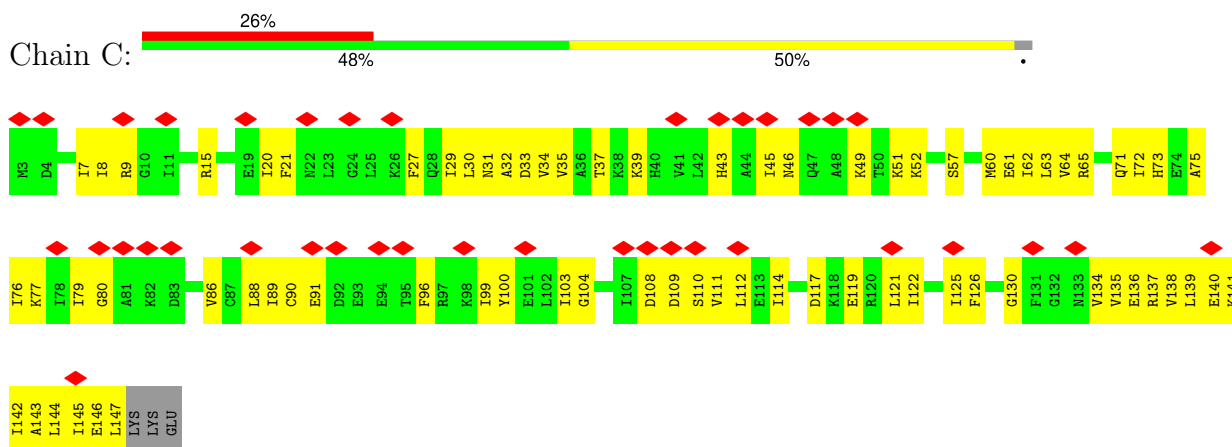 26%
Chain C:
48% 50% •
M3 D4 I7 I8 R9 G10 I11 R15 E19 I20 F21 N22 L23 G24 L25 K26 F27 Q28 I29 L30 N31 A32 D33 V34 V35 A36 T37 K38 K39 H40 V41 L42 H43 A44 I45 N46 Q47 A48 K49 T50 K51 K52 S57 M60 E61 I62 L63 V64 R65 Q71 I72 H73 E74 A75
I76 K77 I78 I79 G80 A81 K82 D83 V86 C87 L88 I89 C90 E91 D92 E93 E94 T95 F96 R97 K98 I99 Y100 E101 L102 I103 G104 I107 D108 D109 S110 V111 L112 E113 I114 D117 K118 E119 R120 L121 I122 I125 F126 G130 F131 G132 N133 V134 V135 E136 R137 V138 L139 E140
I142 A143 L144 I145 E146 L147 LYS LYS GLU